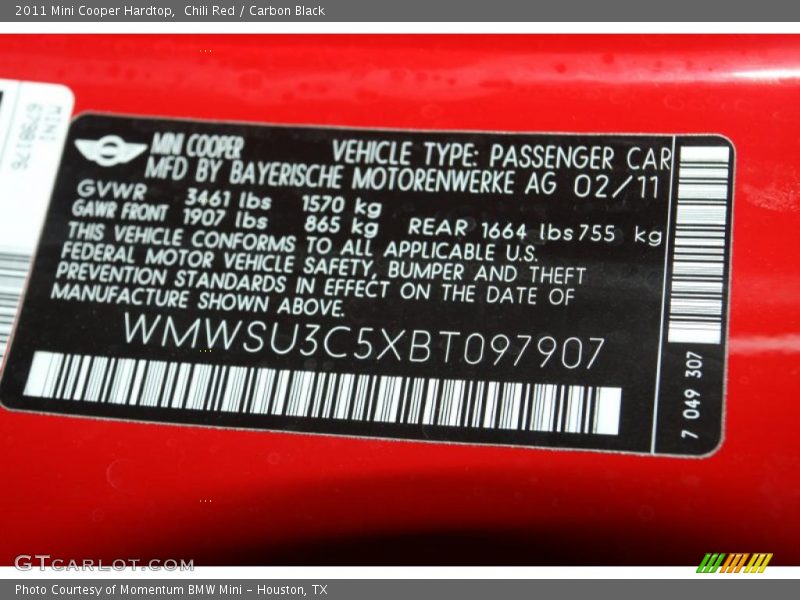 2011 Mini Cooper Hardtop, Chili Red / Carbon Black
MINI COOPER
VEHICLE TYPE: PASSENGER CAR
MFD BY BAYERISCHE MOTORENWERKE AG 02/11
GVWR 3461 lbs 1570 kg
GAWR FRONT 1907 lbs 865 kg REAR 1664 lbs 755 kg
THIS VEHICLE CONFORMS TO ALL APPLICABLE U.S.
FEDERAL MOTOR VEHICLE SAFETY, BUMPER AND THEFT
PREVENTION STANDARDS IN EFFECT ON THE DATE OF
MANUFACTURE SHOWN ABOVE.
WMWSU3C5XBT097907
7 049 307
MINI
6798176
GTcarlot.com
Photo Courtesy of Momentum BMW Mini - Houston, TX